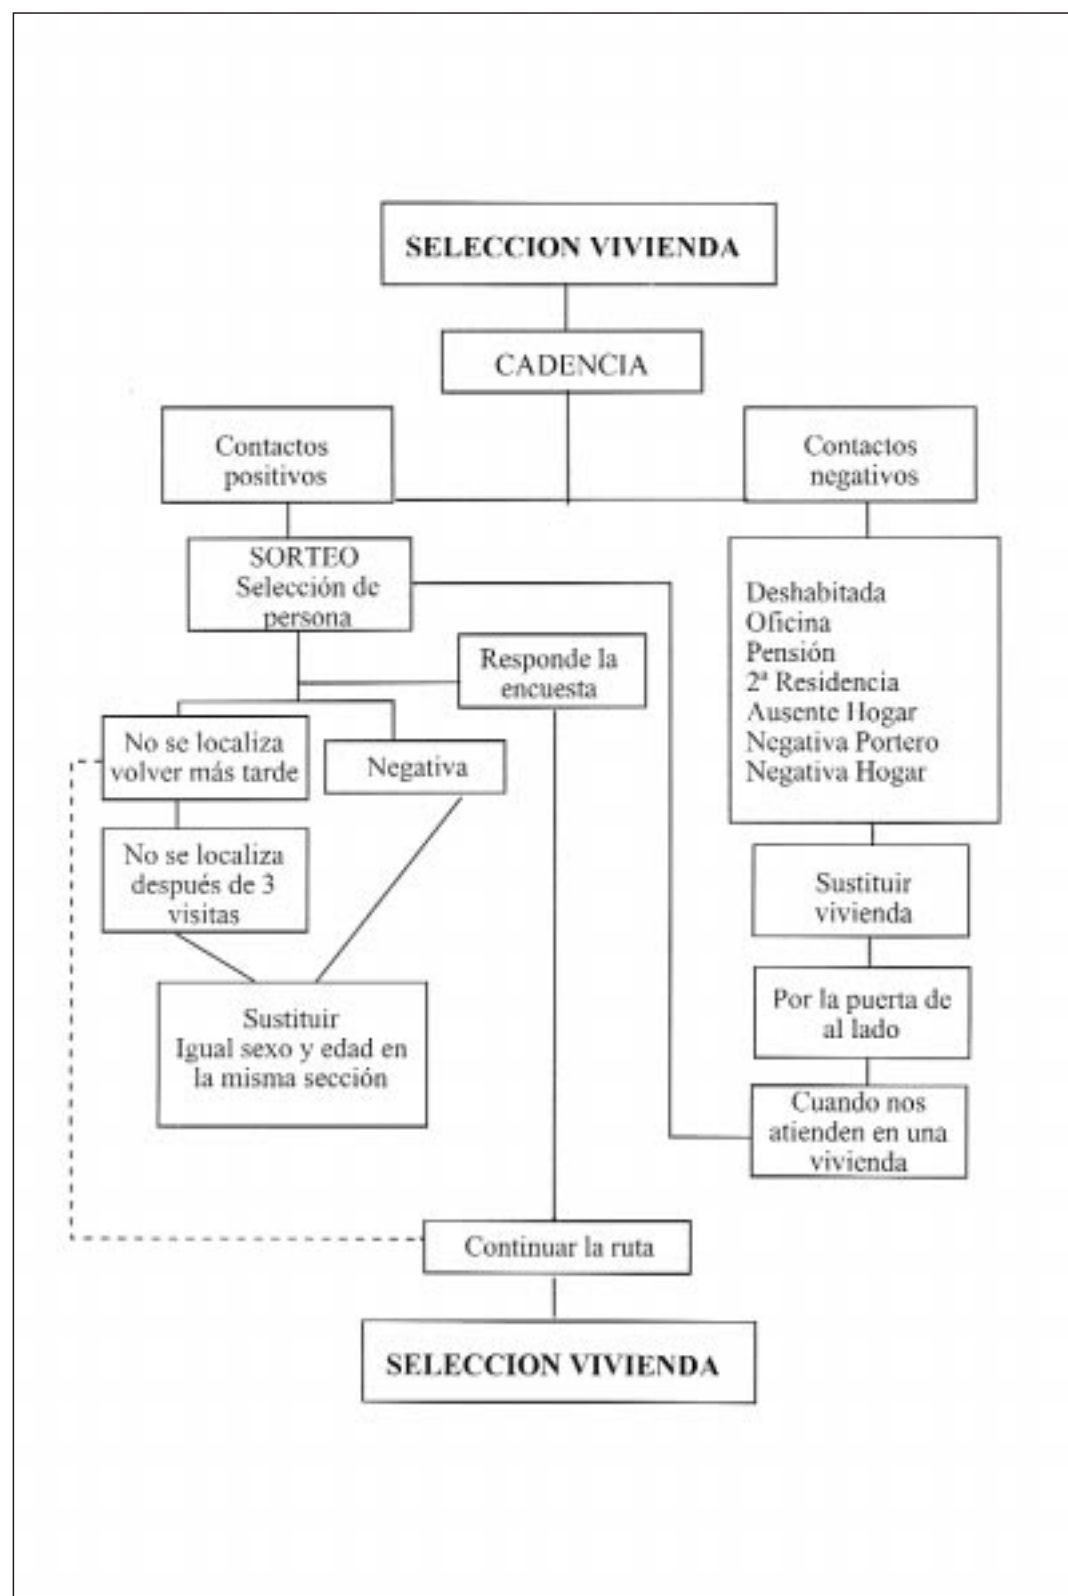 SELECCION VIVIENDA
CADENCIA
Contactos
positivos
Contactos
negativos
SORTEO
Selección de
persona
Deshabitada
Oficina
Pensión
2ª Residencia
Ausente Hogar
Negativa Portero
Negativa Hogar
Responde la
encuesta
No se localiza
volver más tarde
Negativa
No se localiza
después de 3
visitas
Sustituir
vivienda
Sustituir
Igual sexo y edad en
la misma sección
Por la puerta de
al lado
Cuando nos
atienden en una
vivienda
Continuar la ruta
SELECCION VIVIENDA